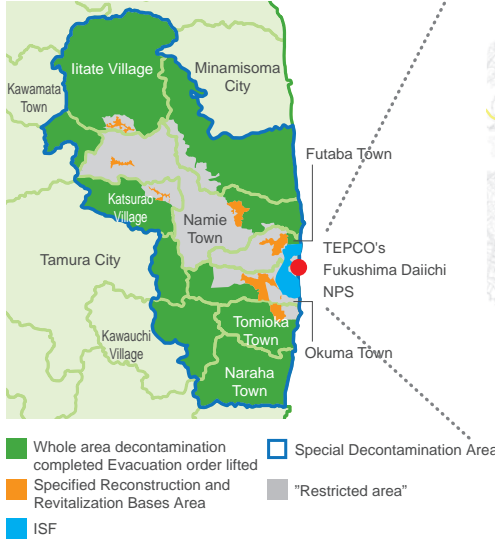 Iitate Village
Minamisoma
City
Kawamata
Town
Futaba Town
Katsurao
Village
Namie
Town
TEPCO's
Fukushima Daiichi
NPS
Tamura City
Tomioka
Town
Kawauchi
Village
Okuma Town
Naraha
Town
Whole area decontamination
completed Evacuation order lifted
Special Decontamination Area
Specified Reconstruction and
Revitalization Bases Area
"Restricted area"
ISF